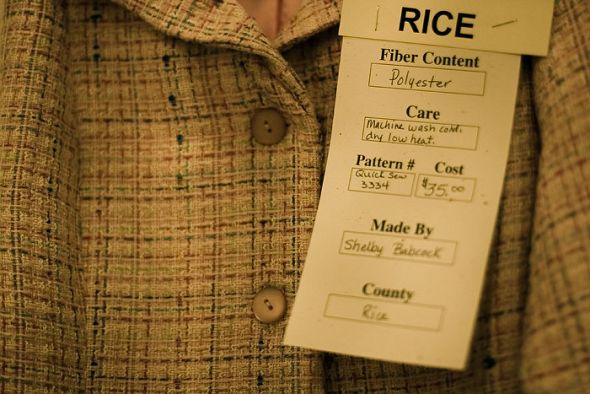 RICE
Fiber Content
Polyester
Care
Machine wash cold.
dry low heat.
Pattern # Cost
Quick Sew
3334
$35.00
Made By
Shelby Babcock
County
Rice